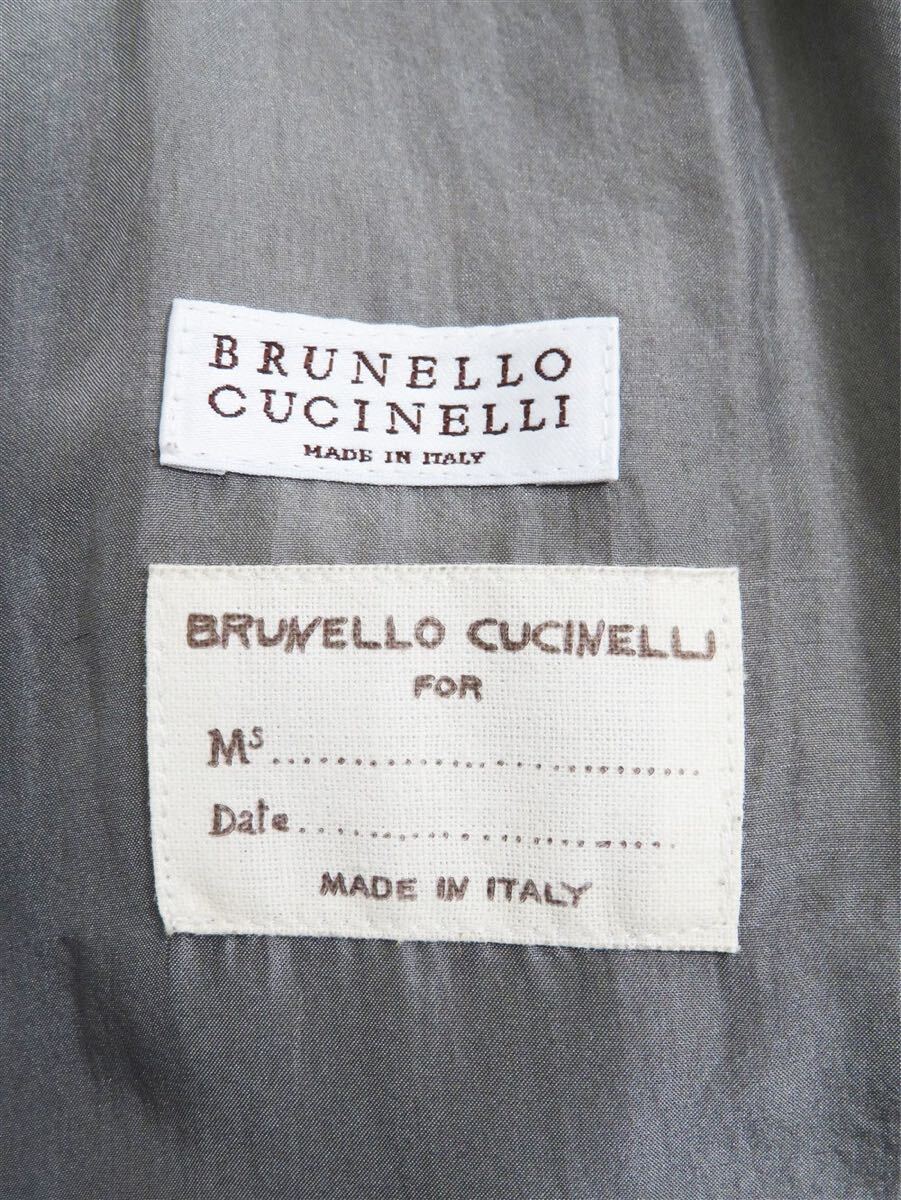 BRUNELLO
CUCINELLI
MADE IN ITALY
BRUNELLO CUCINELLI
FOR
Ms..............................
Date..............................
MADE IN ITALY